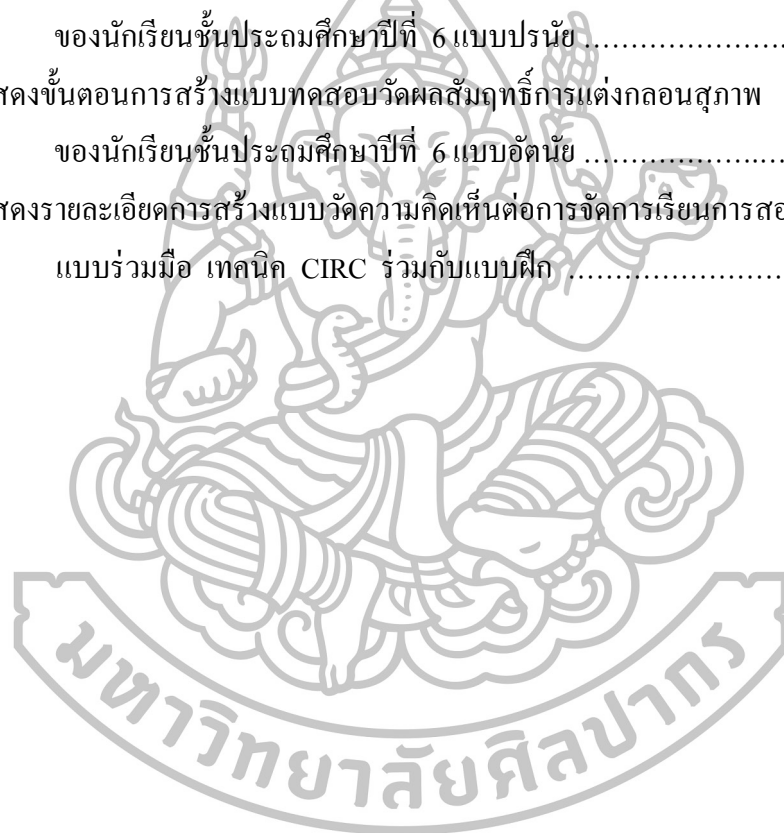 ของนักเรียนชั้นประถมศึกษาปีที่ 6 แบบปรนัย ......................
สดงขั้นตอนการสร้างแบบทดสอบวัดผลสัมฤทธิ์การแต่งกลอนสุภาพ
ของนักเรียนชั้นประถมศึกษาปีที่ 6 แบบอัตนัย ......................
สดงรายละเอียดการสร้างแบบวัดความคิดเห็นต่อการจัดการเรียนการสอ
แบบร่วมมือ เทคนิค CIRC ร่วมกับแบบฝึก ........................
มหาวิทยาลัยศิลปากร